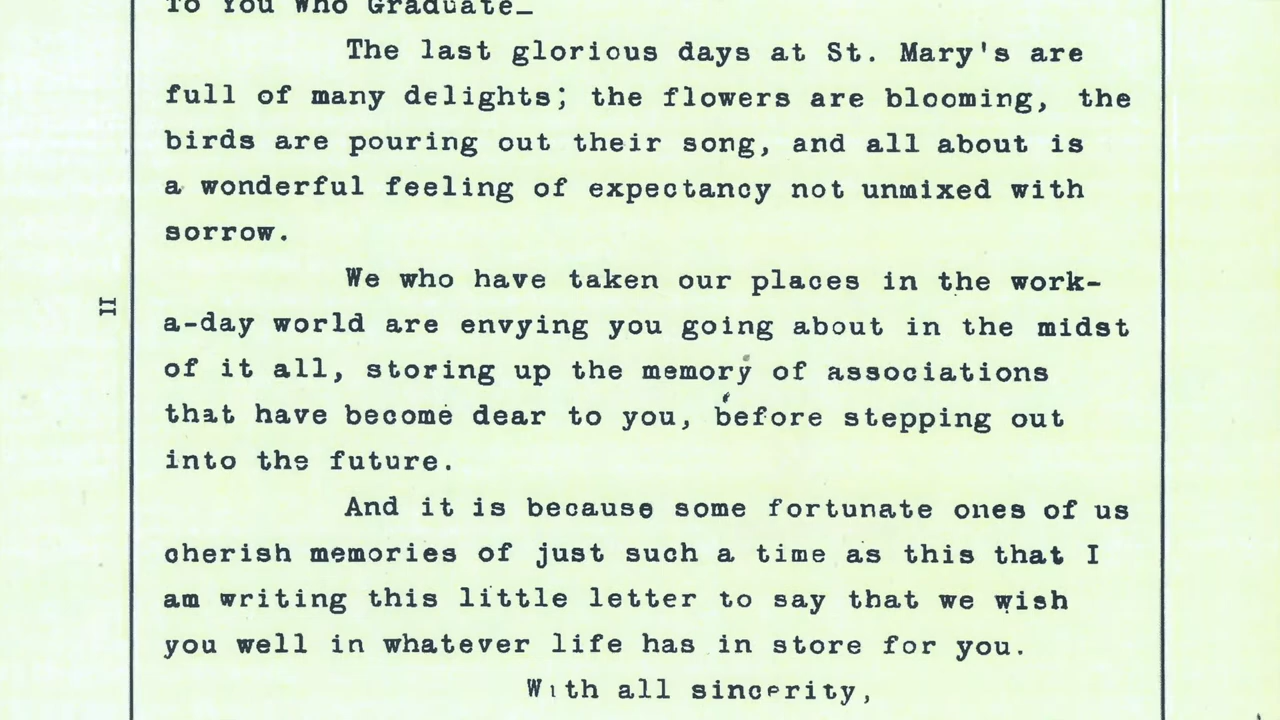 To You Who Graduate_
The last glorious days at St. Mary's are
full of many delights; the flowers are blooming, the
birds are pouring out their song, and all about is
a wonderful feeling of expectancy not unmixed with
sorrow.
We who have taken our places in the work-
a-day world are envying you going about in the midst
of it all, storing up the memory of associations
that have become dear to you, before stepping out
into the future.
And it is because some fortunate ones of us
cherish memories of just such a time as this that I
am writing this little letter to say that we wish
you well in whatever life has in store for you.
With all sincerity,
II